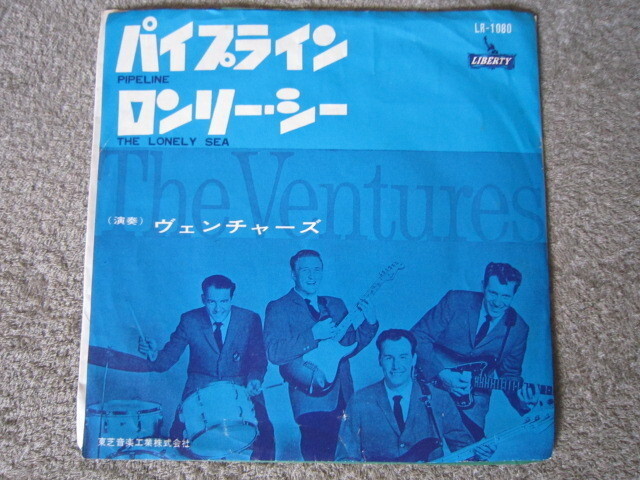 LR-1080
LIBERTY
パイプライン
PIPELINE
ロンリー・シー
THE LONELY SEA
The Ventures
（演奏）ヴェンチャーズ
東芝音楽工業株式会社